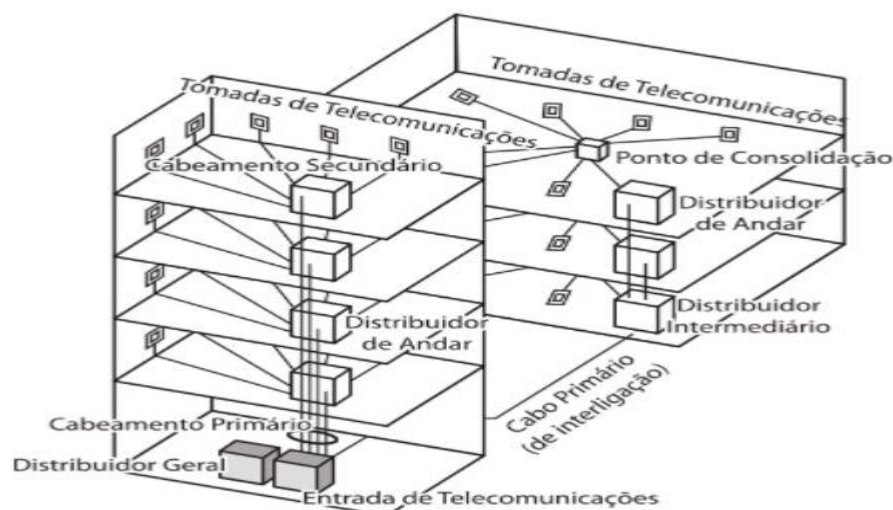 Tomadas de Telecomunicações
Tomadas de Telecomunicações
Cabeamento Secundário
Ponto de Consolidação
Distribuidor
de Andar
Distribuidor
Intermediário
Distribuidor
de Andar
Cabo Primário
(de interligação)
Cabeamento Primário
Distribuidor Geral
Entrada de Telecomunicações